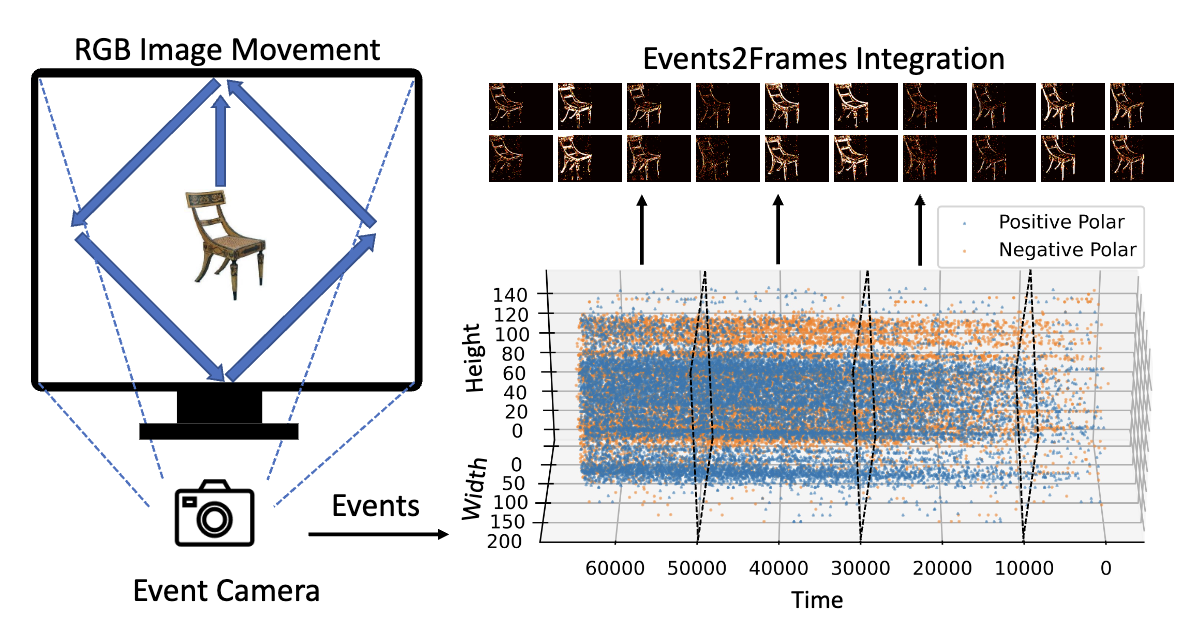 RGB Image Movement
Events2Frames Integration
Positive Polar
Negative Polar
Height
140
120
100
80
60
40
20
0
Width
0
50
100
150
200
Events
60000 50000 40000 30000 20000 10000 0
Event Camera
Time